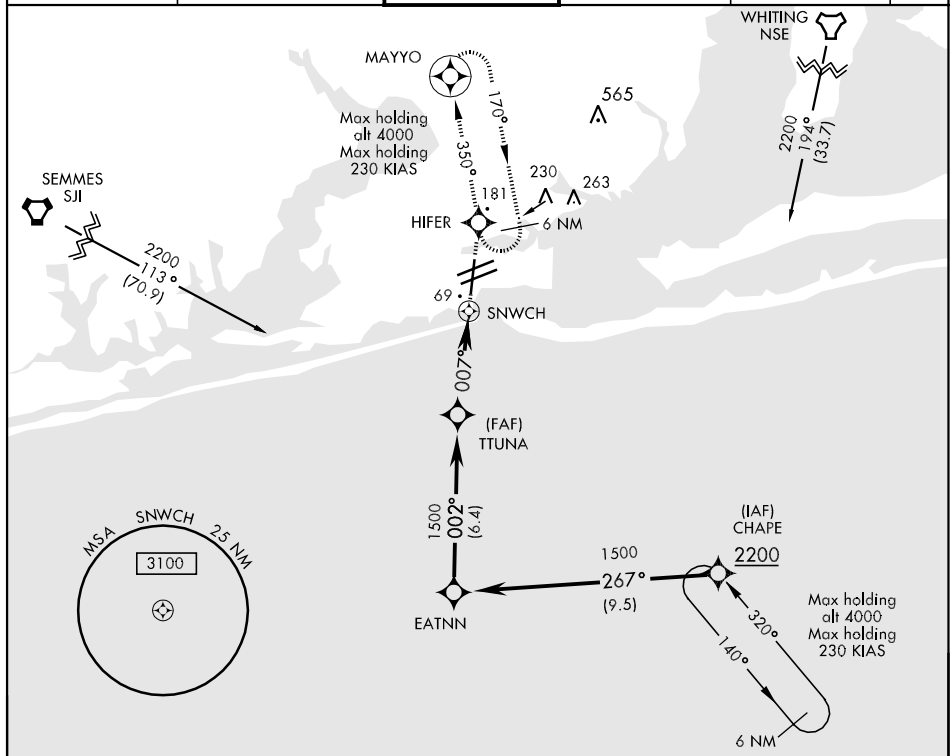 WHITING
NSE
2200
194°
(33.7)
MAYYO
Max holding
alt 4000
Max holding
230 KIAS
170°
350°
565
230
263
181
HIFER
6 NM
SEMMES
SJI
2200
113°
(70.9)
69
SNWCH
007°
(FAF)
TTUNA
1500
002°
(6.4)
EATNN
1500
267°
(9.5)
(IAF)
CHAPE
2200
320°
140°
6 NM
Max holding
alt 4000
Max holding
230 KIAS
MSA SNWCH 25 NM
3100